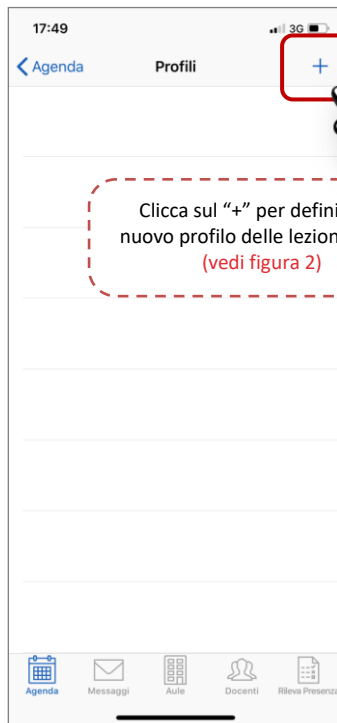 17:49
3G
Agenda
Profili
+
Clicca sul “+” per defini
nuovo profilo delle lezion
(vedi figura 2)
Agenda
Messaggi
Aule
Docenti
Rileva Presenza